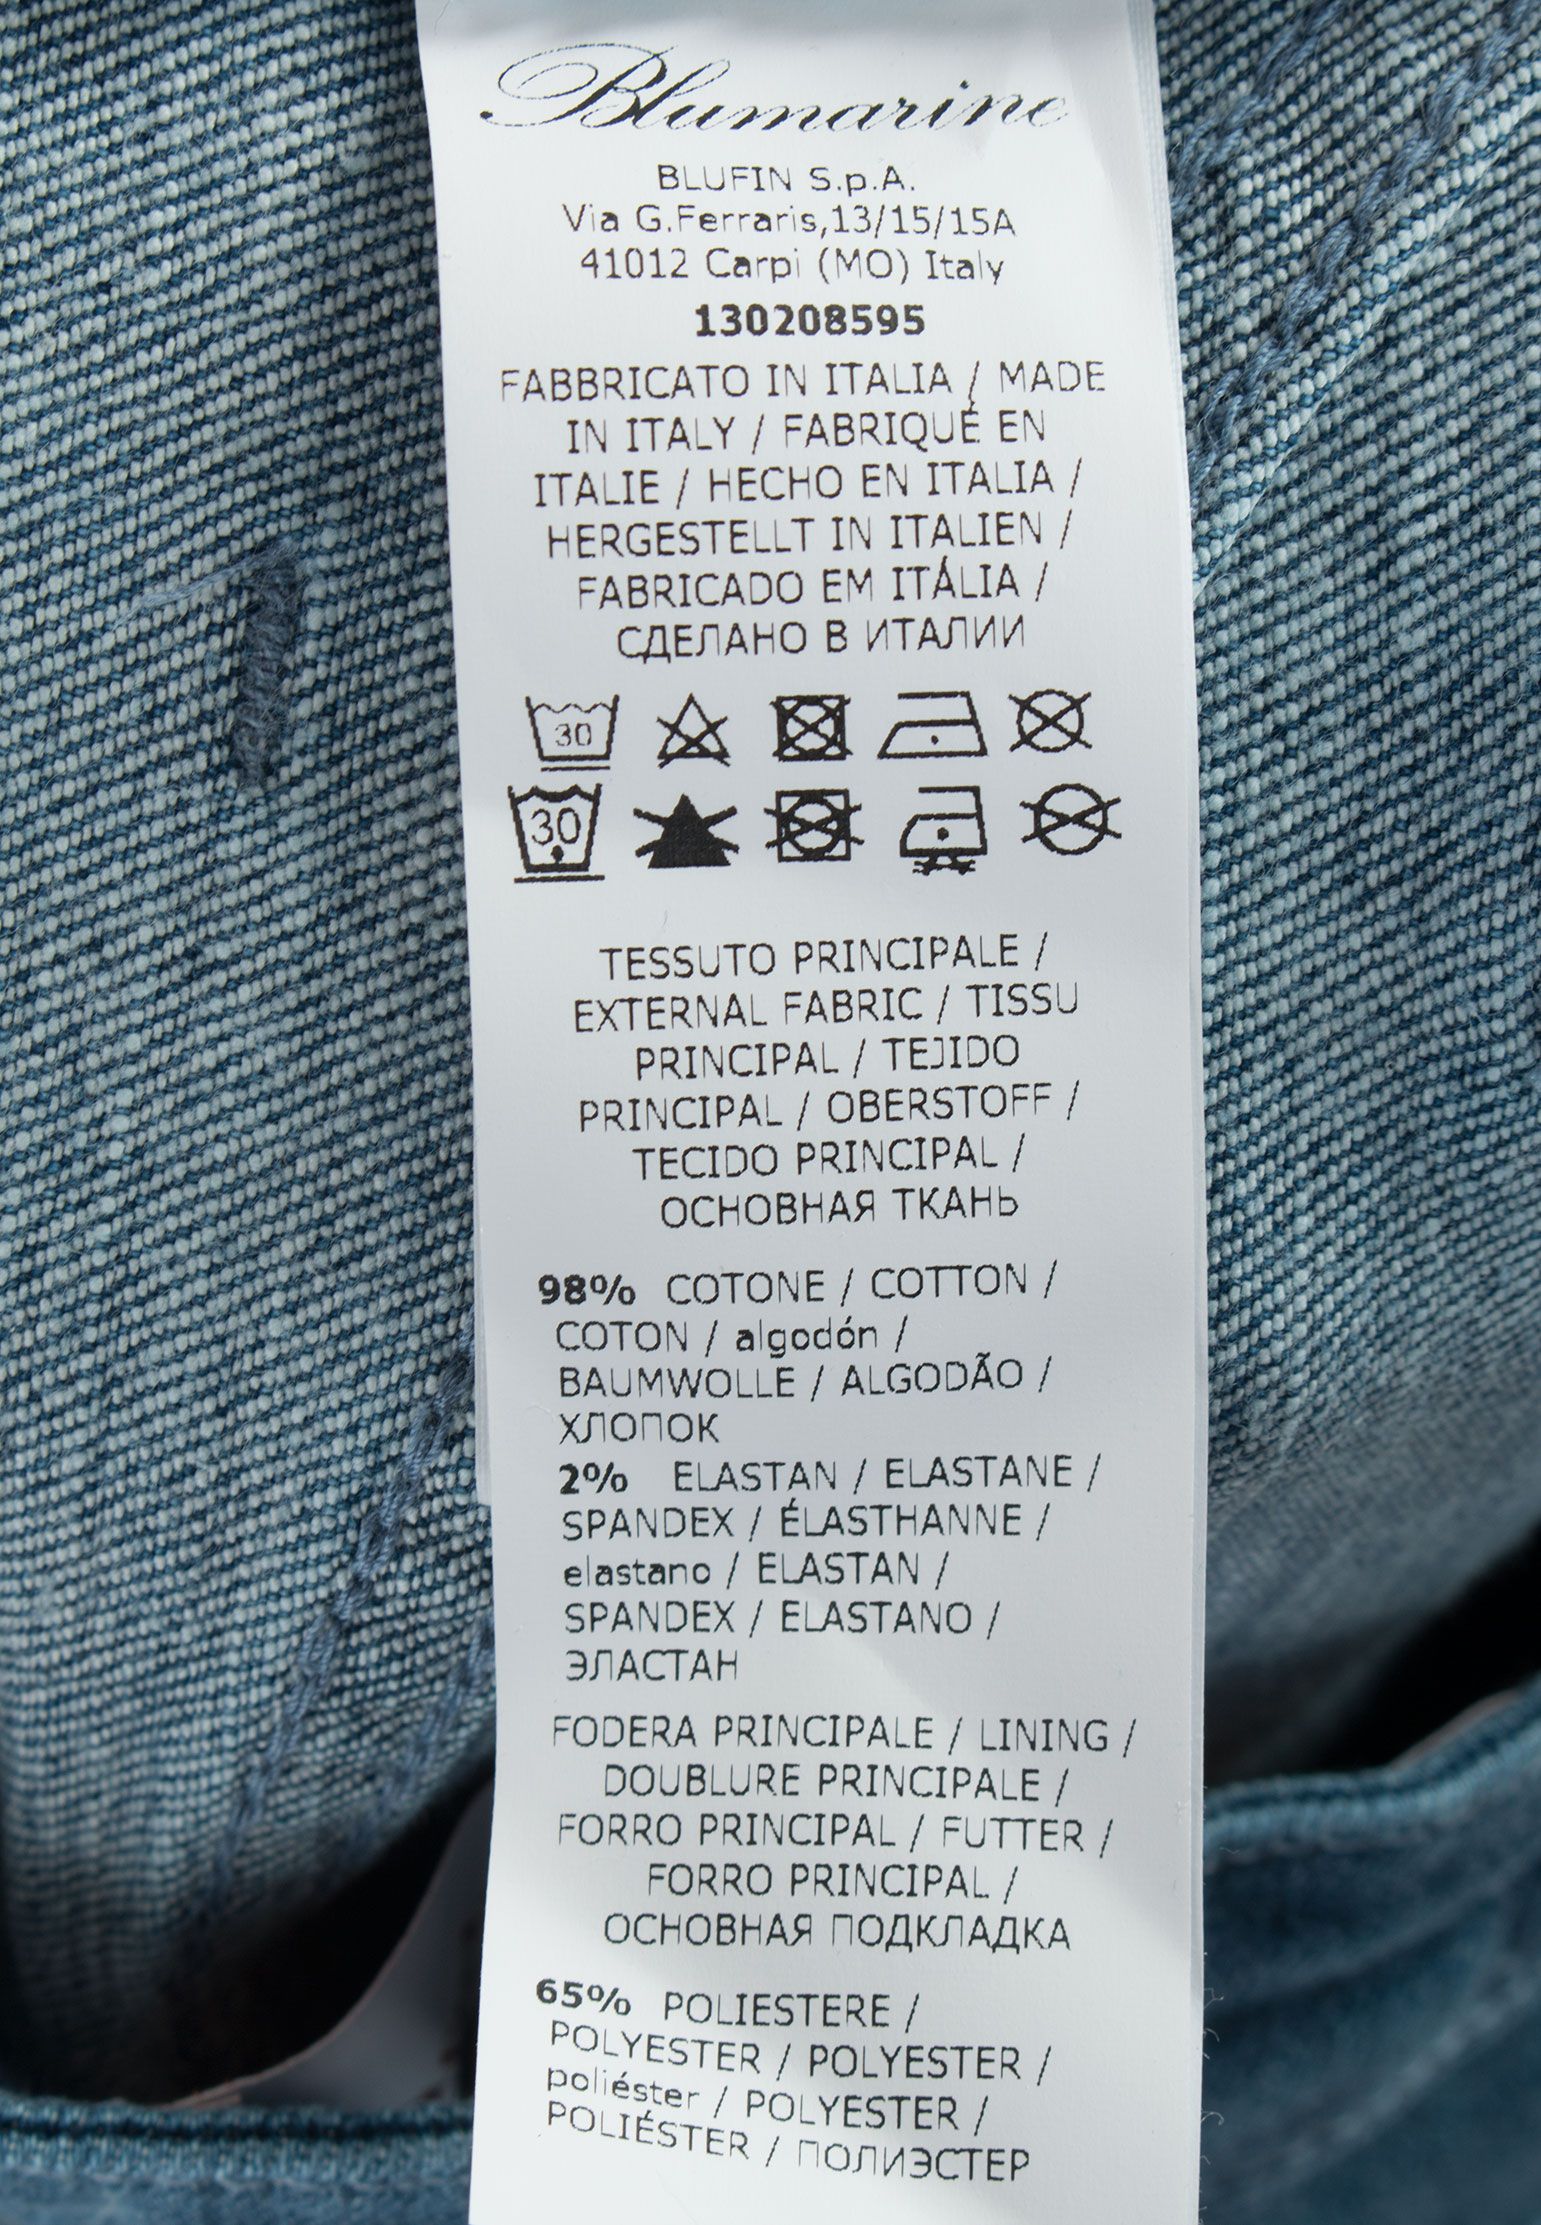 Blumarine
BLUFIN S.p.A.
Via G.Ferraris,13/15/15A
41012 Carpi (MO) Italy
130208595
FABBRICATO IN ITALIA / MADE
IN ITALY / FABRIQUÉ EN
ITALIE / HECHO EN ITALIA /
HERGESTELLT IN ITALIEN /
FABRICADO EM ITÁLIA /
СДЕЛАНО В ИТАЛИИ
30
30
TESSUTO PRINCIPALE /
EXTERNAL FABRIC / TISSU
PRINCIPAL / TEJIDO
PRINCIPAL / OBERSTOFF /
TECIDO PRINCIPAL /
ОСНОВНАЯ ТКАНЬ
98% COTONE / COTTON /
COTON / algodón /
BAUMWOLLE / ALGODÃO /
ХЛОПОК
2% ELASTAN / ELASTANE /
SPANDEX / ÉLASTHANNE /
elastano / ELASTAN /
SPANDEX / ELASTANO /
ЭЛАСТАН
FODERA PRINCIPALE / LINING /
DOUBLURE PRINCIPALE /
FORRO PRINCIPAL / FUTTER /
FORRO PRINCIPAL /
ОСНОВНАЯ ПОДКЛАДКА
65% POLIESTERE /
POLYESTER / POLYESTER /
poliéster / POLYESTER /
POLIÉSTER / ПОЛИЭСТЕР